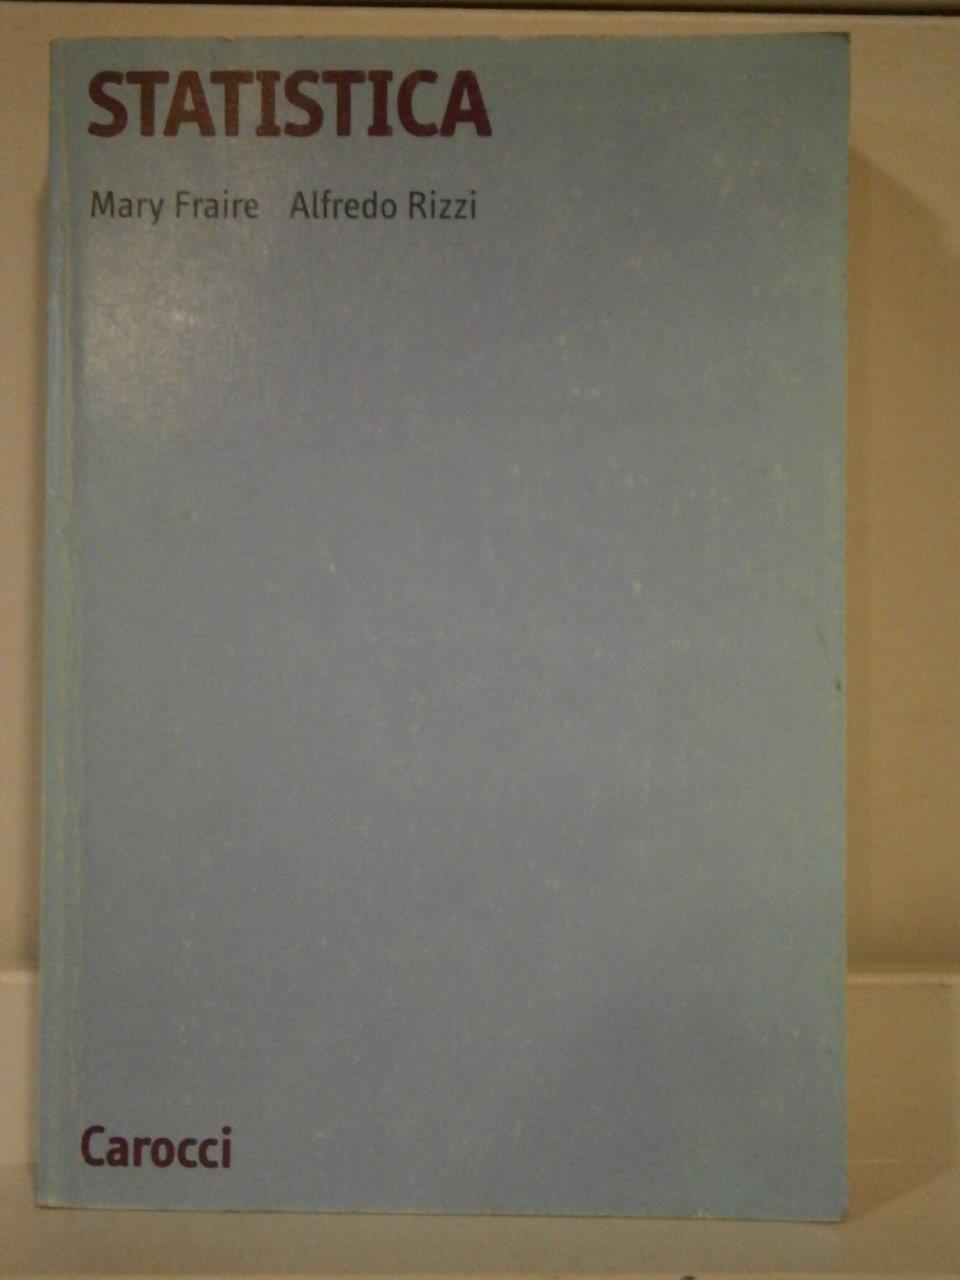 STATISTICA
Mary Fraire Alfredo Rizzi
Carocci